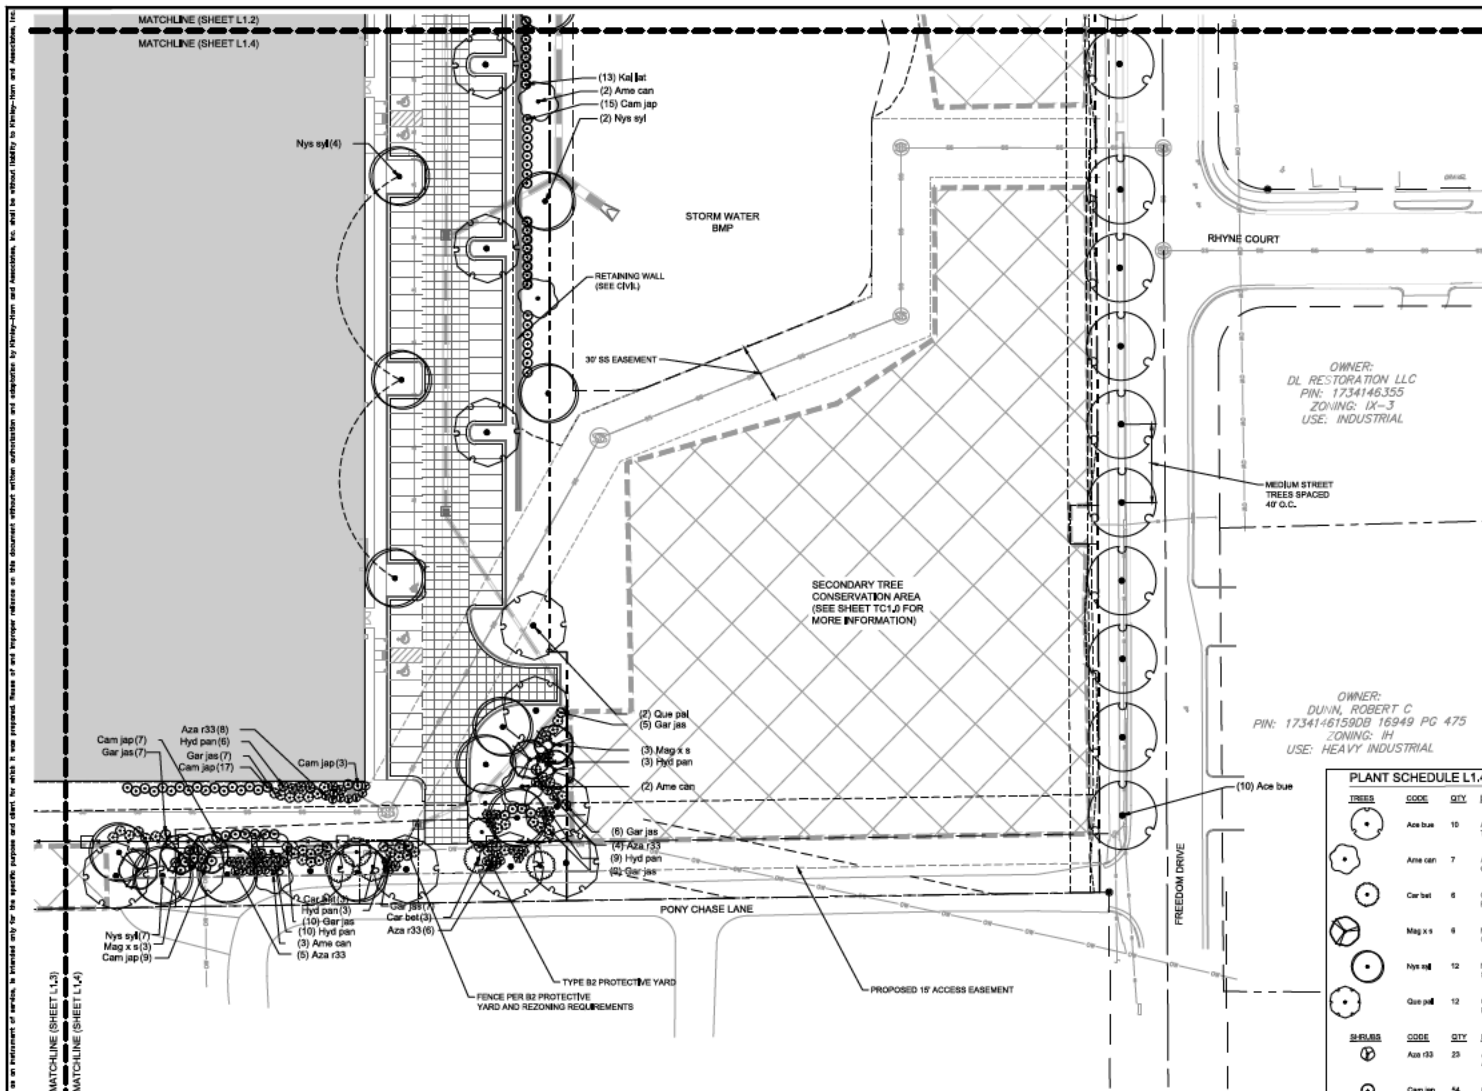 MATCHLINE (SHEET L1.2)
MATCHLINE (SHEET L1.4)
(13) Kal lat
(2) Ame can
(15) Cam jap
(2) Nys syl
Nys syl(4)
STORM WATER
BMP
RHYNE COURT
RETAINING WALL
(SEE CIVIL)
30' SS EASEMENT
OWNER:
DL RESTORATION LLC
PIN: 1734146355
ZONING: IX-3
USE: INDUSTRIAL
MEDIUM STREET
TREES SPACED
40' O.C.
SECONDARY TREE
CONSERVATION AREA
(SEE SHEET TC1.0 FOR
MORE INFORMATION)
OWNER:
DUNN, ROBERT C
PIN: 1734146159DB 16949 PG 475
ZONING: IH
USE: HEAVY INDUSTRIAL
(2) Que pal
(5) Gar jas
(3) Mag x s
(3) Hyd pan
(2) Ame can
(10) Ace bue
Aza r33(8)
Hyd pan(6)
Gar jas(7)
Cam jap(17)
Cam jap(3)
Cam jap(7)
Gar jas(7)
(6) Gar jas
(4) Aza r33
(9) Hyd pan
Hyd pan(3)
(10) Gar jas
(10) Hyd pan
(3) Ame can
(5) Aza r33
Car bet(3)
Aza r33(6)
Nys syl(7)
Mag x s(3)
Cam jap(9)
PONY CHASE LANE
FREEDOM DRIVE
TYPE B2 PROTECTIVE YARD
FENCE PER B2 PROTECTIVE
YARD AND REZONING REQUIREMENTS
PROPOSED 15' ACCESS EASEMENT
MATCHLINE (SHEET L1.3)
MATCHLINE (SHEET L1.4)
PLANT SCHEDULE L1.4
TREES CODE QTY
Ace bue 10
Ame can 7
Car bet 6
Mag x s 6
Nys syl 12
Que pal 12
SHRUBS CODE QTY
Aza r33 23
Cam jap 54